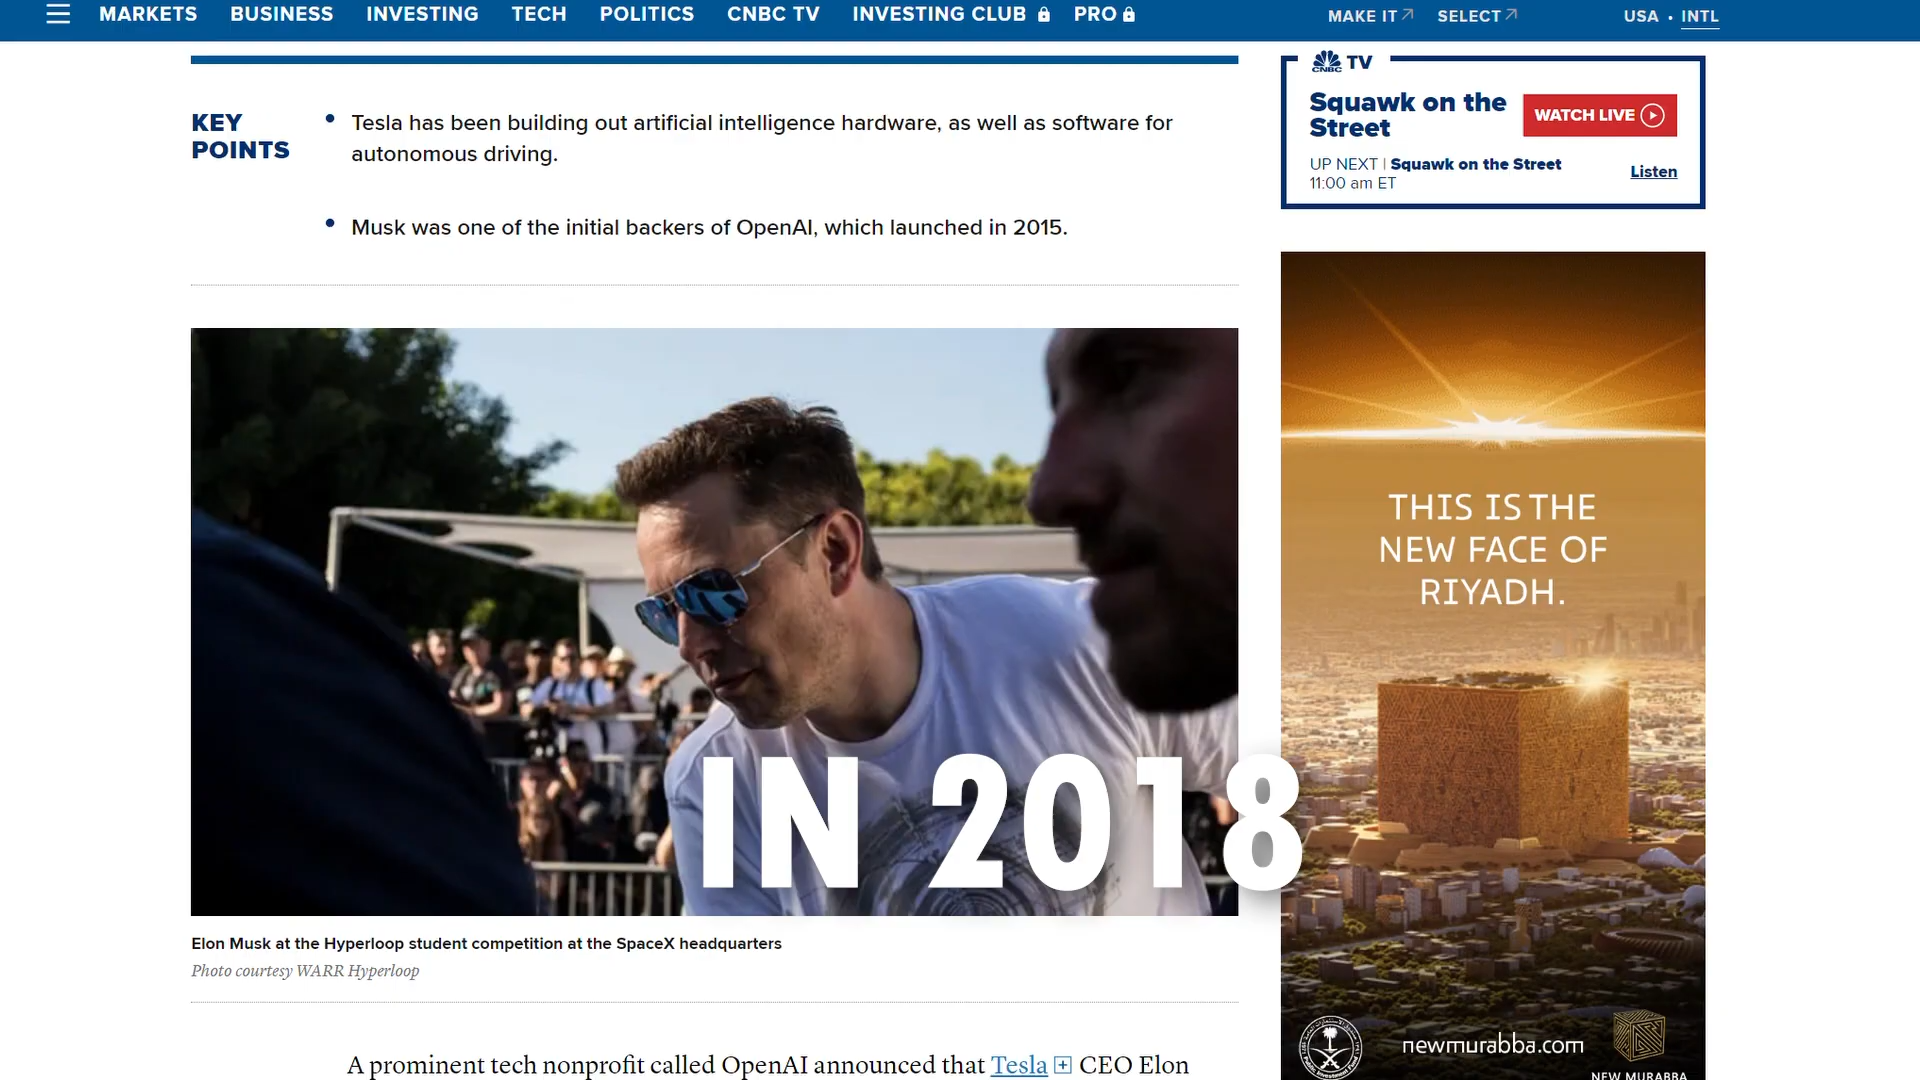 MARKETS BUSINESS INVESTING TECH POLITICS CNBC TV INVESTING CLUB PRO MAKE IT SELECT USA • INTL
KEY
POINTS
• Tesla has been building out artificial intelligence hardware, as well as software for
autonomous driving.
• Musk was one of the initial backers of OpenAI, which launched in 2015.
IN 2018
Elon Musk at the Hyperloop student competition at the SpaceX headquarters
Photo courtesy WARR Hyperloop
A prominent tech nonprofit called OpenAI announced that Tesla CEO Elon
CNBC TV
Squawk on the
Street
WATCH LIVE
UP NEXT | Squawk on the Street
11:00 am ET
Listen
THIS IS THE
NEW FACE OF
RIYADH.
newmurabba.com
NEW MURABBA